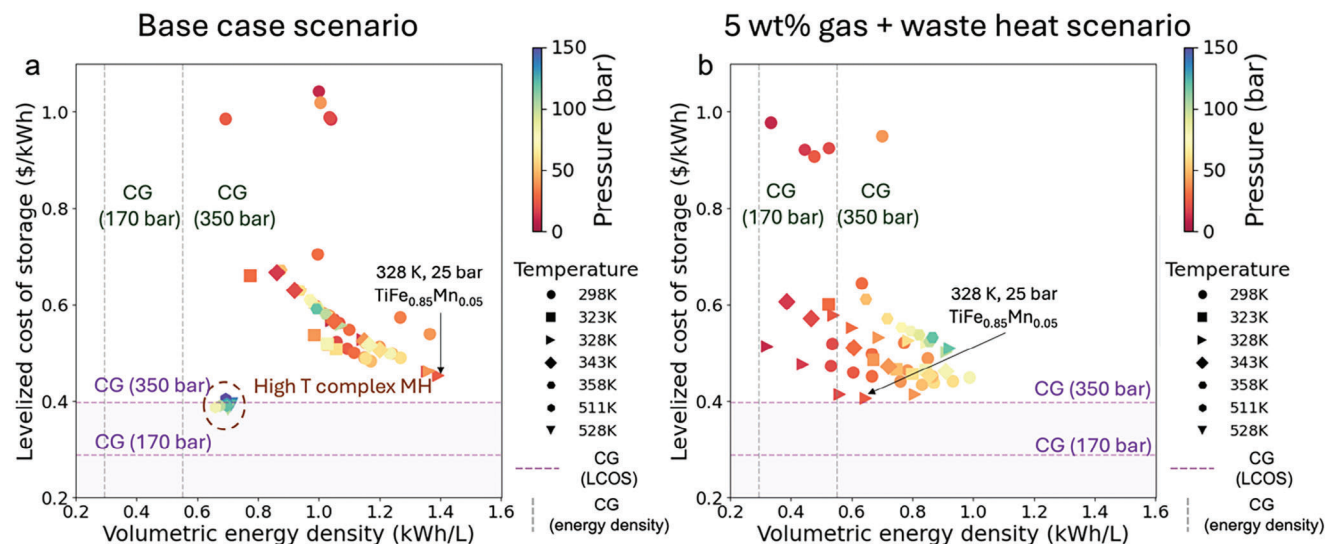 Base case scenario
a
Levelized cost of storage ($/kWh)
1.0
0.8
0.6
0.4
0.2
CG
(170 bar)
CG
(350 bar)
328 K, 25 bar
TiFe0.85Mn0.05
CG (350 bar)
High T complex MH
CG (170 bar)
0.2 0.4 0.6 0.8 1.0 1.2 1.4 1.6
Volumetric energy density (kWh/L)
150
100
50
0
Pressure (bar)
Temperature
298K
323K
328K
343K
358K
511K
528K
CG
(LCOS)
CG
(energy density)
5 wt% gas + waste heat scenario
b
Levelized cost of storage ($/kWh)
1.0
0.8
0.6
0.4
0.2
CG
(170 bar)
CG
(350 bar)
328 K, 25 bar
TiFe0.85Mn0.05
CG (350 bar)
CG (170 bar)
0.2 0.4 0.6 0.8 1.0 1.2 1.4 1.6
Volumetric energy density (kWh/L)
150
100
50
0
Pressure (bar)
Temperature
298K
323K
328K
343K
358K
511K
528K
CG
(LCOS)
CG
(energy density)